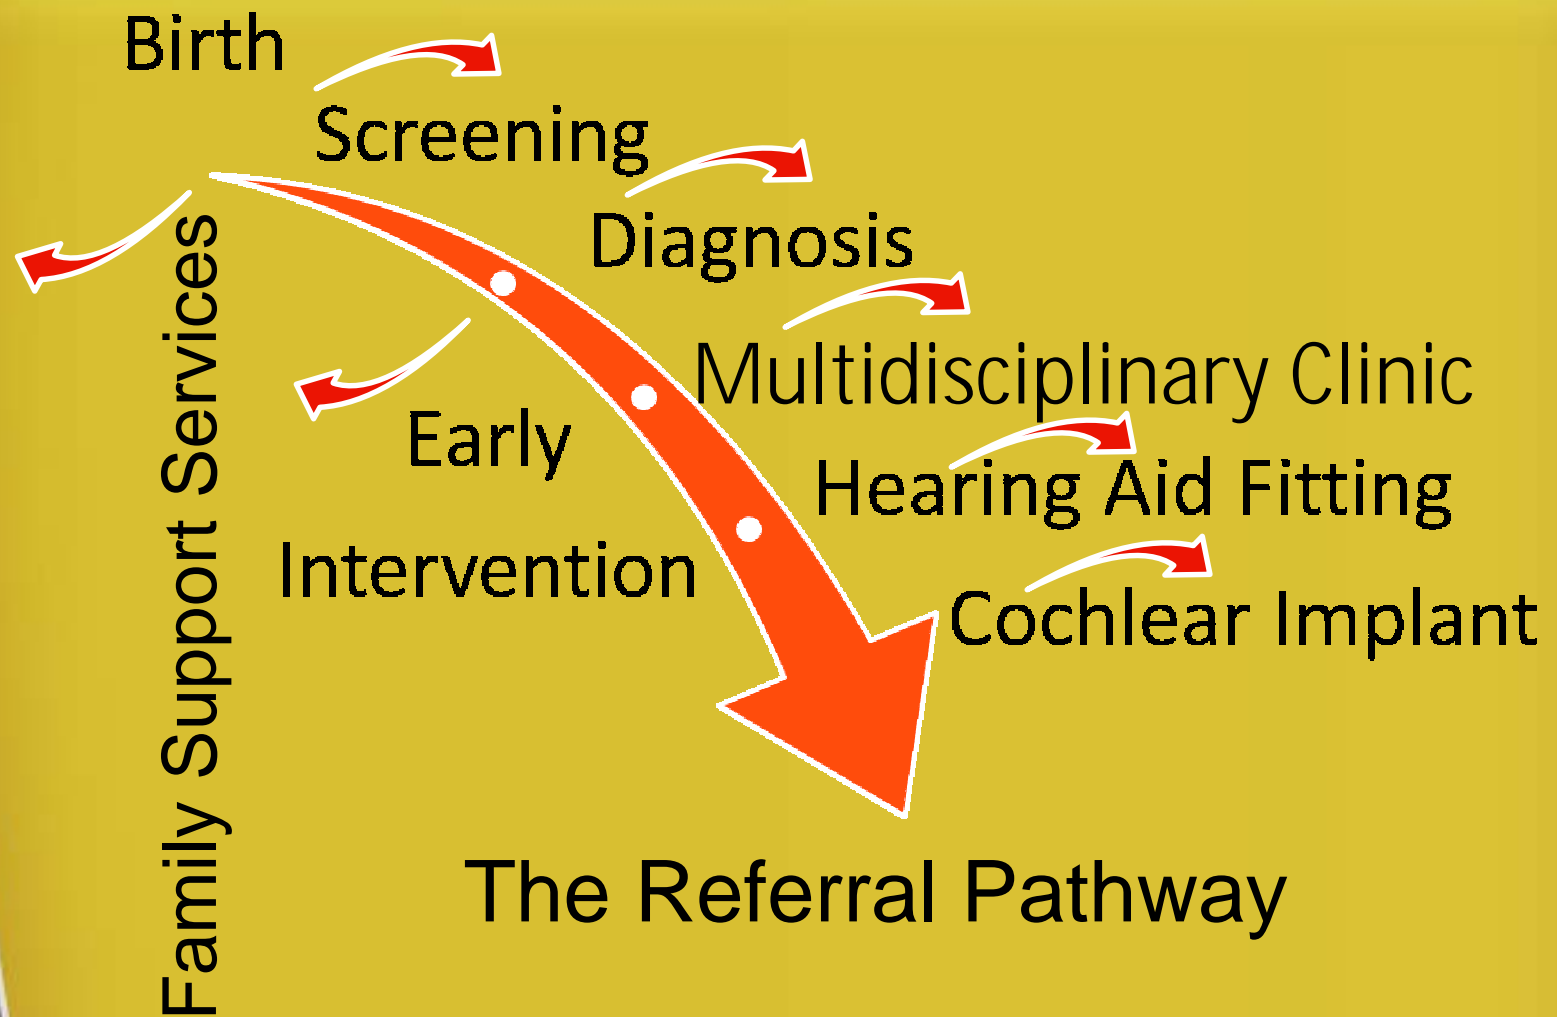 Birth
Screening
Diagnosis
Multidisciplinary Clinic
Hearing Aid Fitting
Cochlear Implant
Early
Intervention
Family Support Services
The Referral Pathway